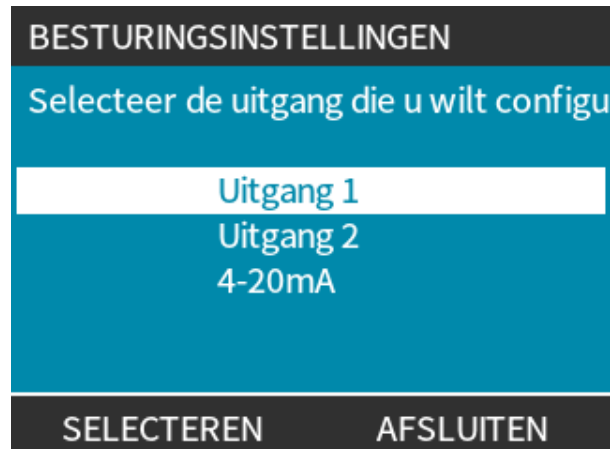 BESTURINGSINSTELLINGEN
Selecteer de uitgang die u wilt configu
Uitgang 1
Uitgang 2
4-20mA
SELECTEREN AFSLUITEN